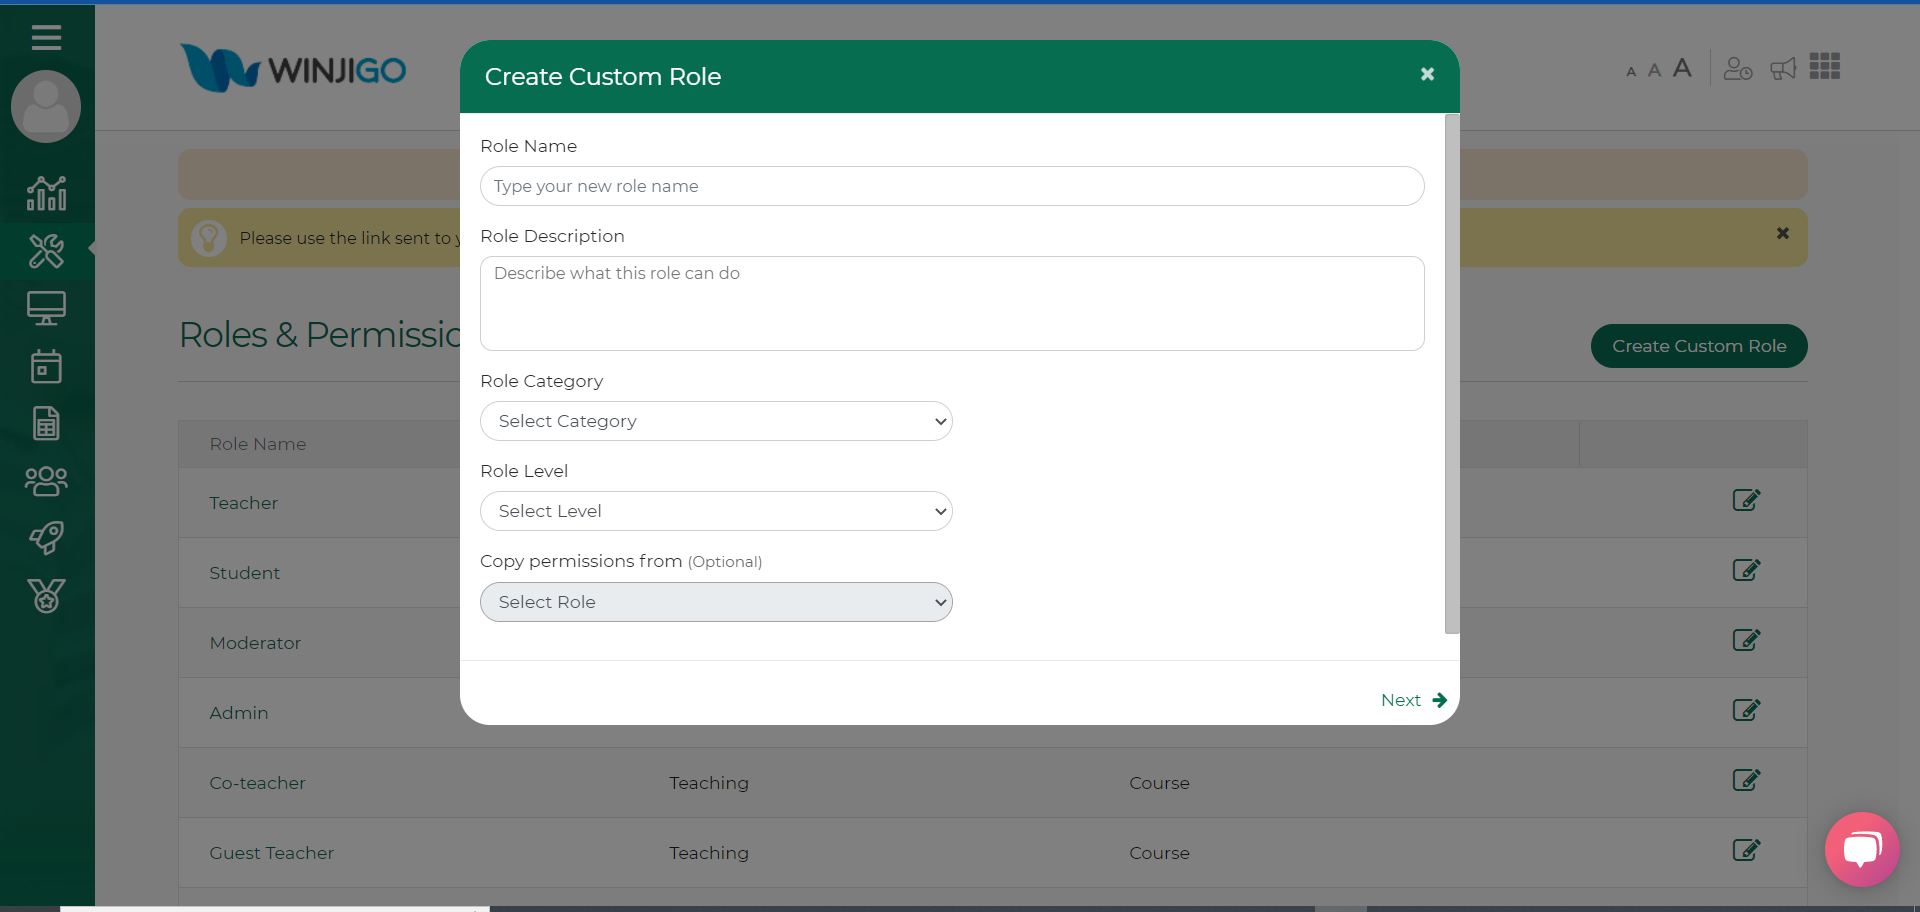 WINJIGO
A A A
Create Custom Role
Please use the link sent to
Role Name
Type your new role name
Role Description
Describe what this role can do
Roles & Permissio
Create Custom Role
Role Category
Select Category
Role Level
Select Level
Copy permissions from (Optional)
Select Role
Next
Role Name
Teacher
Student
Moderator
Admin
Co-teacher Teaching Course
Guest Teacher Teaching Course